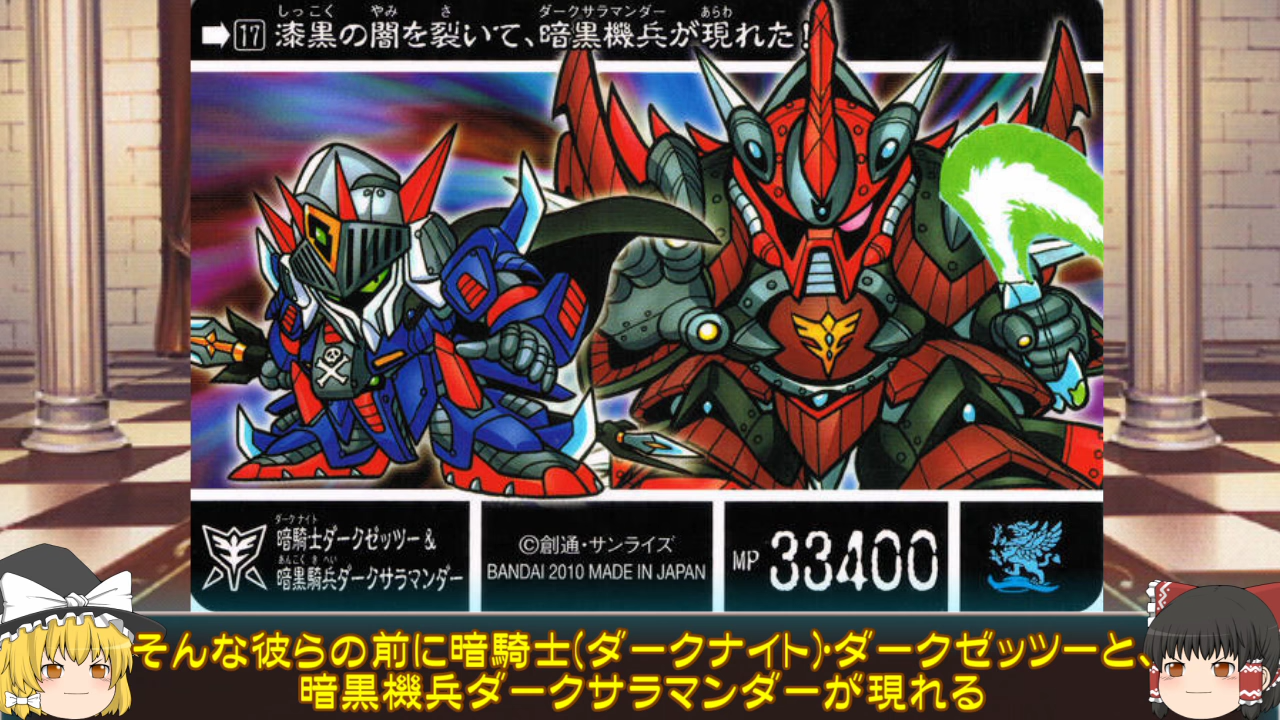 ➡17 漆黒の闇を裂いて、暗黒機兵が現れた!
しっこく やみ さ ダークサラマンダー あらわ
ダークナイト
暗騎士ダークゼッツー&
あんこくきへい
暗黒騎兵ダークサラマンダー
©創通・サンライズ
BANDAI 2010 MADE IN JAPAN
MP 33400
そんな彼らの前に暗騎士(ダークナイト)・ダークゼッツーと、
暗黒機兵ダークサラマンダーが現れる